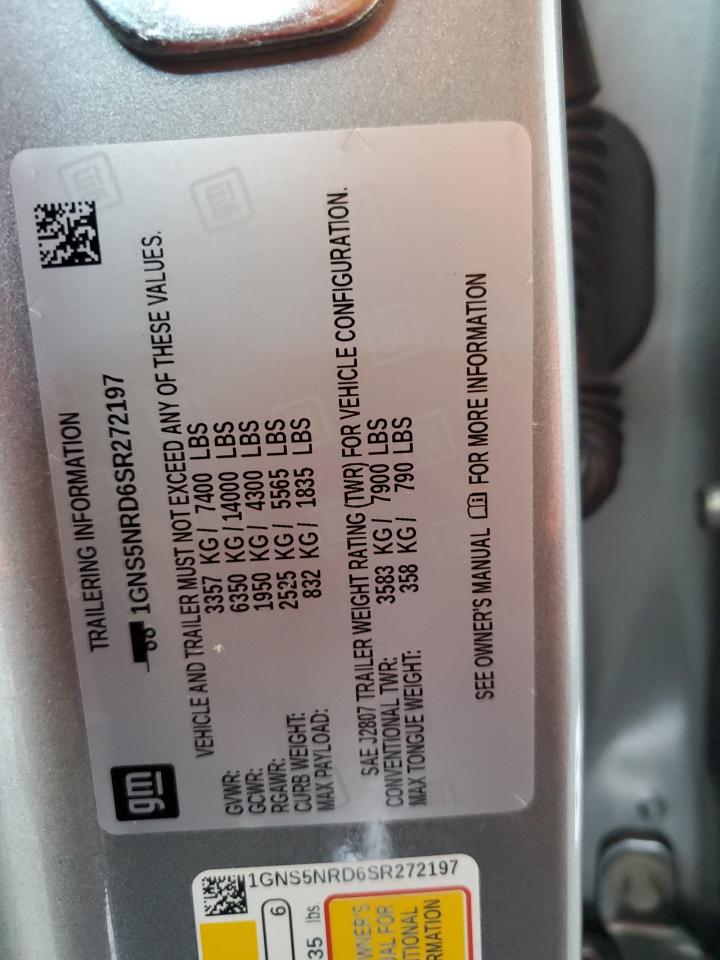 gm
TRAILERING INFORMATION
1GNS5NRD6SR272197
VEHICLE AND TRAILER MUST NOT EXCEED ANY OF THESE VALUES.
GVWR: 3357 KG / 7400 LBS
GCWR: 6350 KG / 14000 LBS
RGAWR: 1950 KG / 4300 LBS
CURB WEIGHT: 2525 KG / 5565 LBS
MAX PAYLOAD: 832 KG / 1835 LBS
SAE J2807 TRAILER WEIGHT RATING (TWR) FOR VEHICLE CONFIGURATION.
CONVENTIONAL TWR: 3583 KG / 7900 LBS
MAX TONGUE WEIGHT: 358 KG / 790 LBS
SEE OWNER'S MANUAL FOR MORE INFORMATION
1GNS5NRD6SR272197
6
35 lbs.